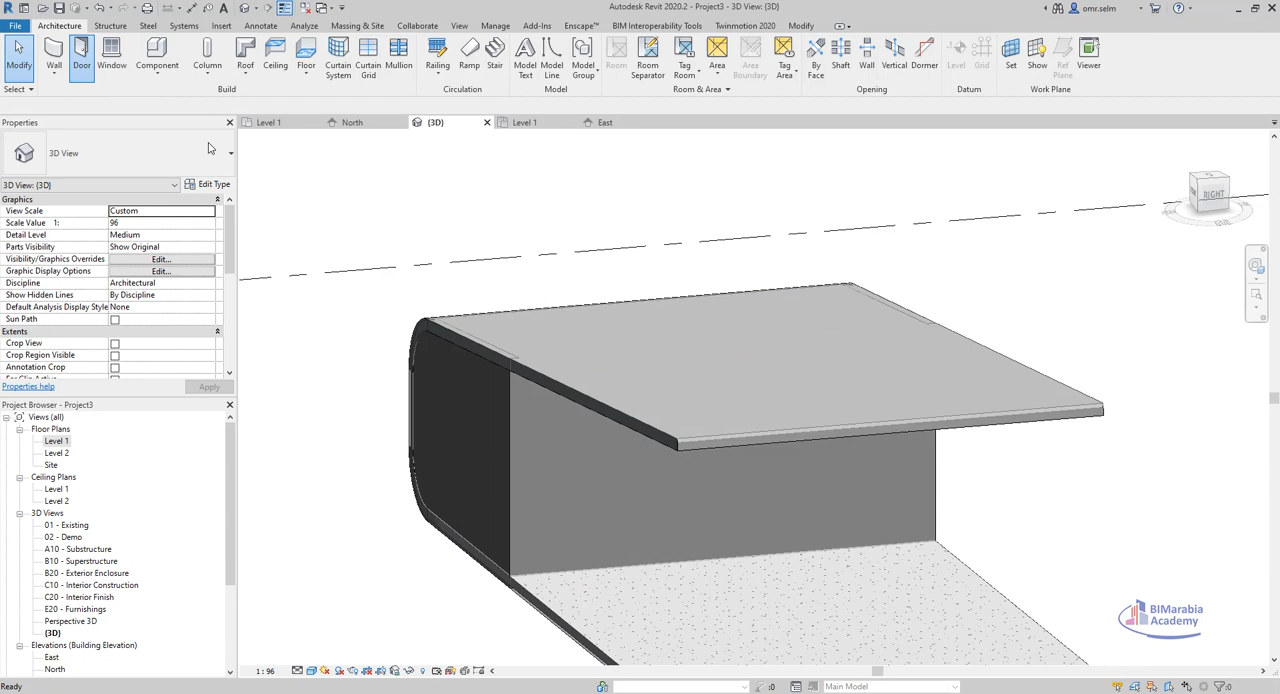 Autodesk Revit 2020.2 - Project3 - 3D View: {3D}
omr.selm
File Architecture Structure Steel Systems Insert Annotate Analyze Massing & Site Collaborate View Manage Add-Ins Enscape™ BIM Interoperability Tools Twinmotion 2020 Modify
Modify Wall Door Window Component Column Roof Ceiling Floor Curtain System Curtain Grid Mullion Railing Ramp Stair Model Text Model Line Model Group Room Room Separator Tag Room Area Area Boundary Tag Area By Face Shaft Wall Vertical Dormer Level Grid Set Show Ref Plane Viewer
Select Build Circulation Model Room & Area Opening Datum Work Plane
Properties
Level 1 North {3D} Level 1 East
3D View
3D View: {3D} Edit Type
Graphics
View Scale Custom
Scale Value 1: 96
Detail Level Medium
Parts Visibility Show Original
Visibility/Graphics Overrides Edit...
Graphic Display Options Edit...
Discipline Architectural
Show Hidden Lines By Discipline
Default Analysis Display Style None
Sun Path
Extents
Crop View
Crop Region Visible
Annotation Crop
Properties help Apply
Project Browser - Project3
Views (all)
Floor Plans
Level 1
Level 2
Site
Ceiling Plans
Level 1
Level 2
3D Views
01 - Existing
02 - Demo
A10 - Substructure
B10 - Superstructure
B20 - Exterior Enclosure
C10 - Interior Construction
C20 - Interior Finish
E20 - Furnishings
Perspective 3D
{3D}
Elevations (Building Elevation)
East
North
RIGHT
BIMarabia
Academy
1 : 96
Ready :0 Main Model :0